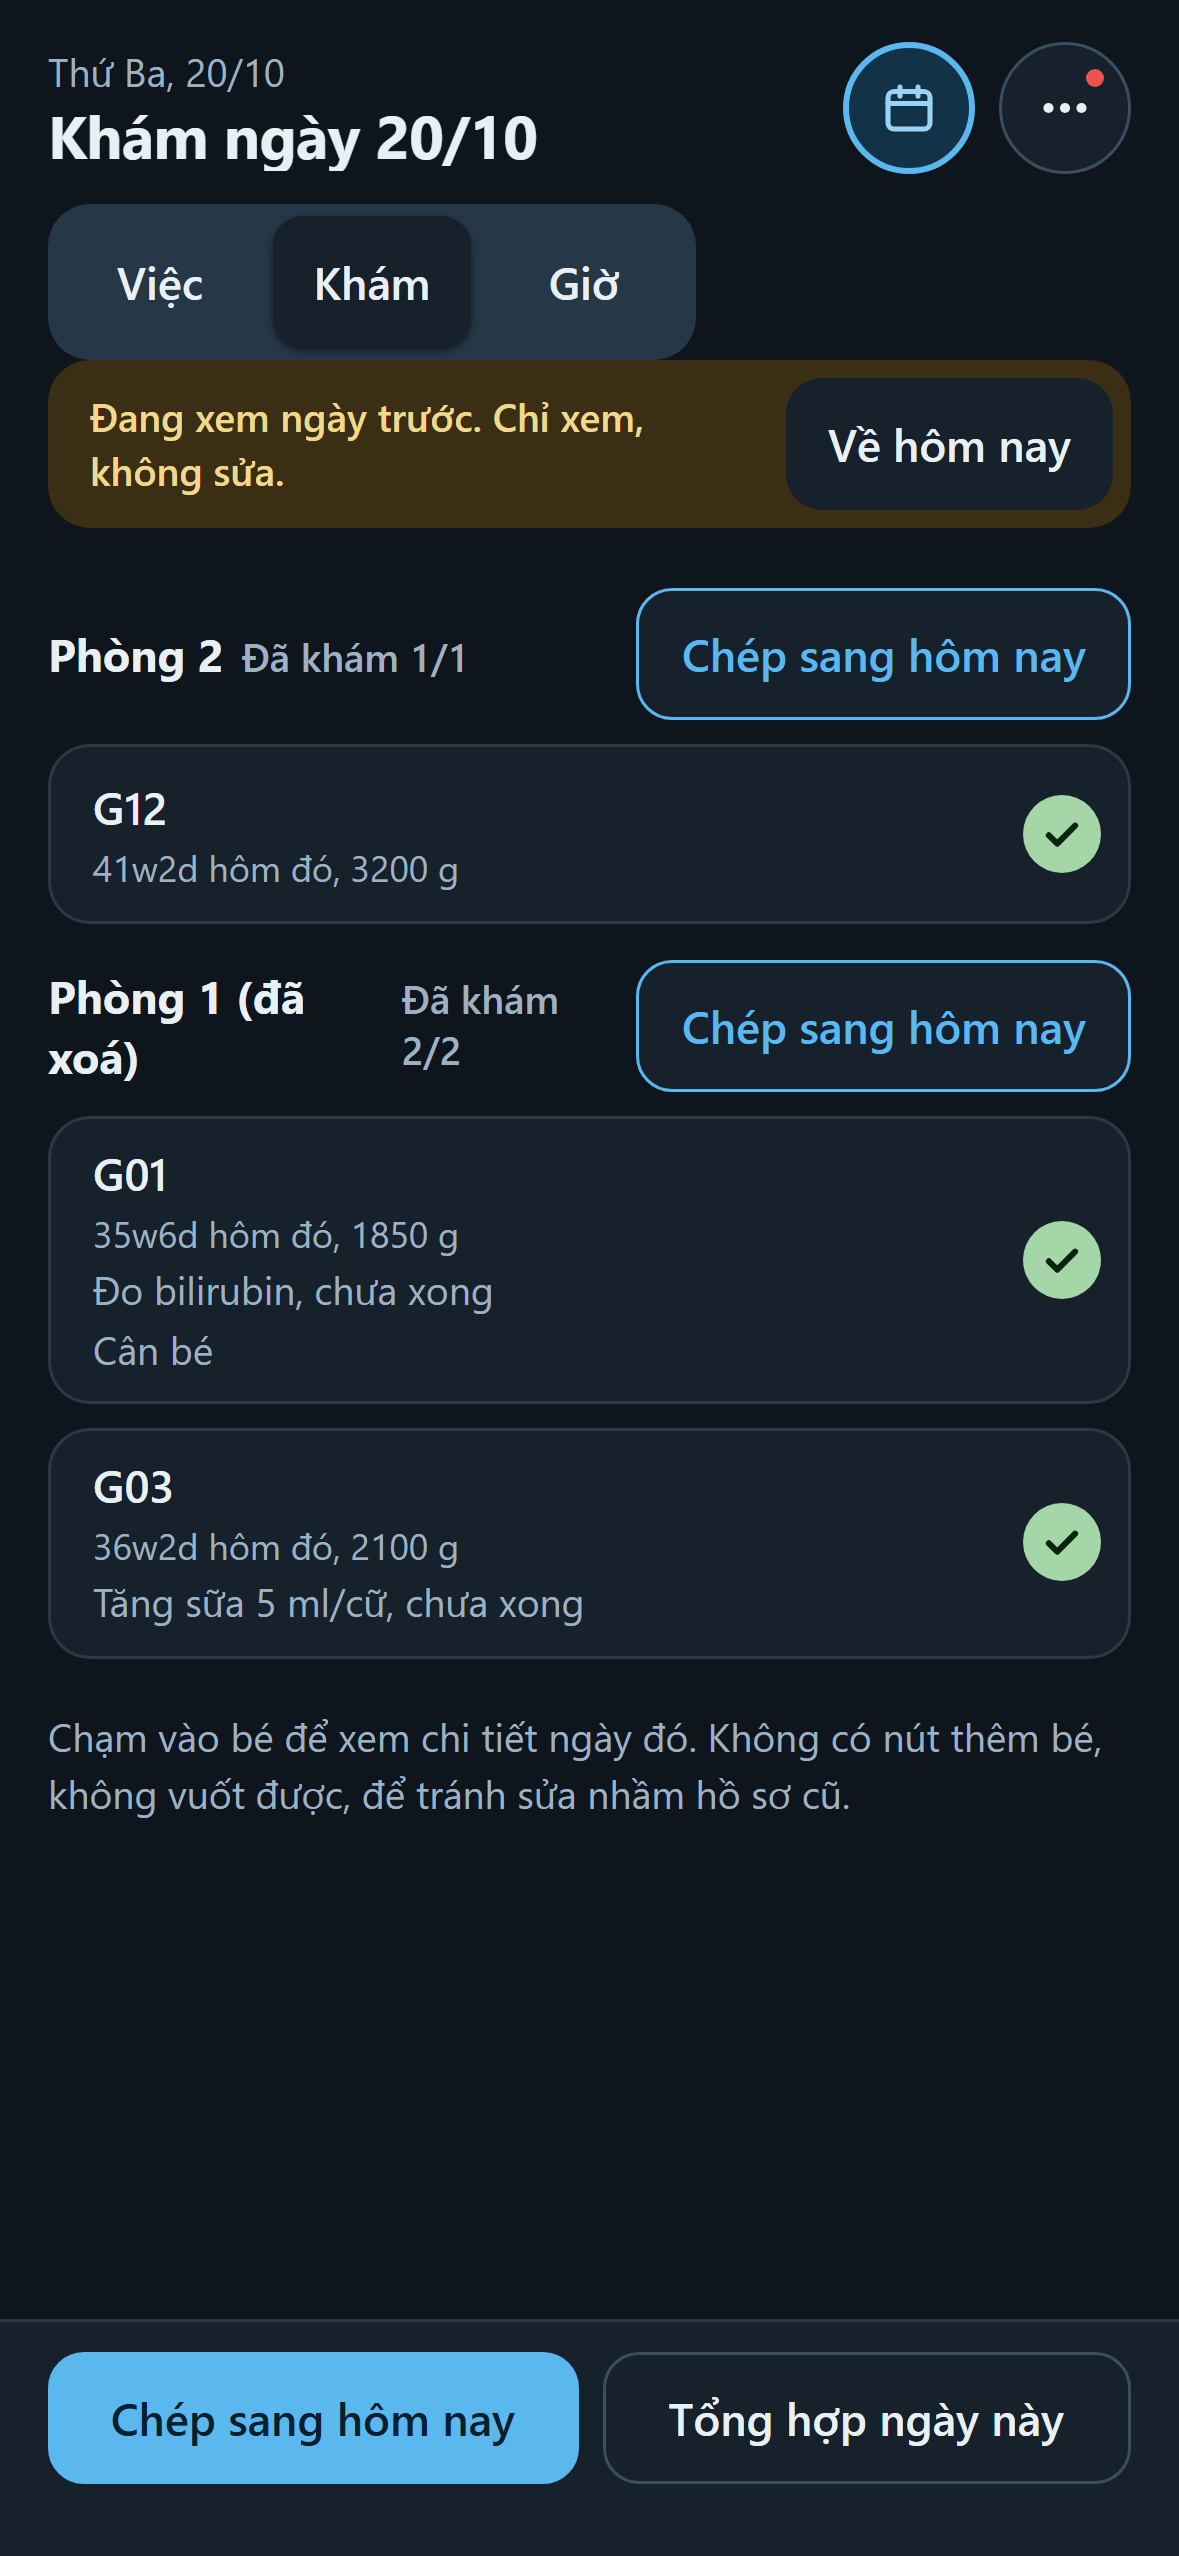 Thứ Ba, 20/10
Khám ngày 20/10
Việc
Khám
Giờ
Đang xem ngày trước. Chỉ xem,
không sửa.
Về hôm nay
Phòng 2 Đã khám 1/1
Chép sang hôm nay
G12
41w2d hôm đó, 3200 g
Phòng 1 (đã
xoá)
Đã khám
2/2
Chép sang hôm nay
G01
35w6d hôm đó, 1850 g
Đo bilirubin, chưa xong
Cân bé
G03
36w2d hôm đó, 2100 g
Tăng sữa 5 ml/cữ, chưa xong
Chạm vào bé để xem chi tiết ngày đó. Không có nút thêm bé,
không vuốt được, để tránh sửa nhầm hồ sơ cũ.
Chép sang hôm nay
Tổng hợp ngày này